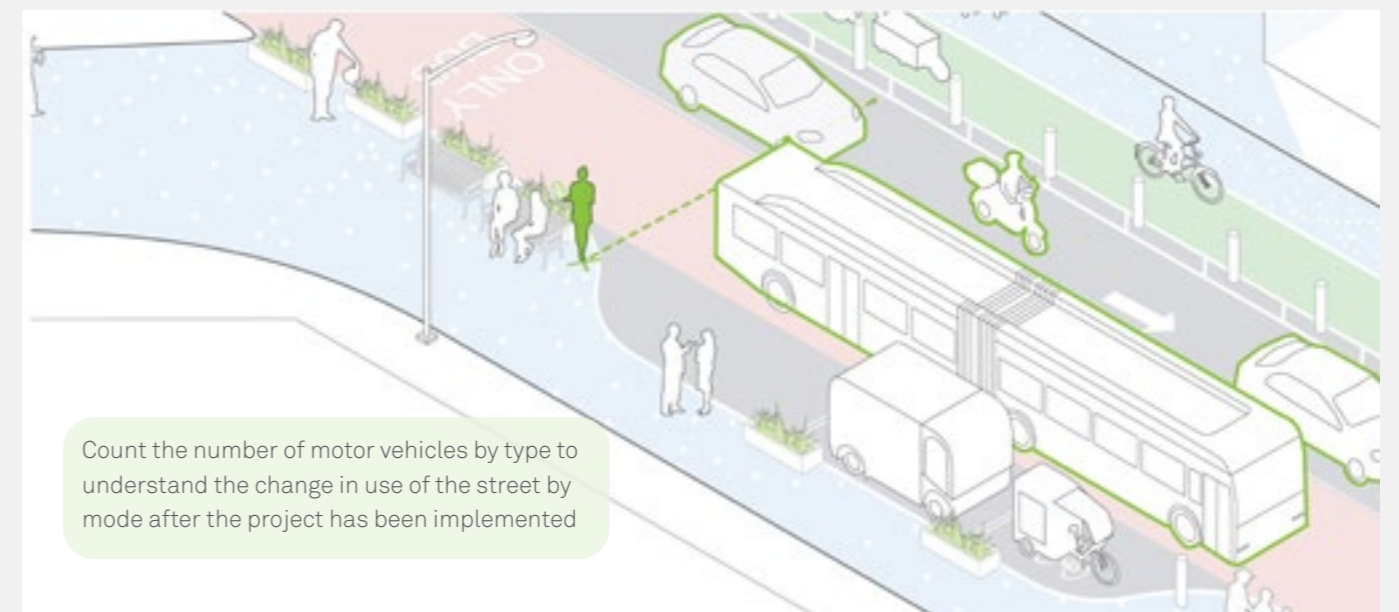 BUS
ONLY
Count the number of motor vehicles by type to
understand the change in use of the street by
mode after the project has been implemented